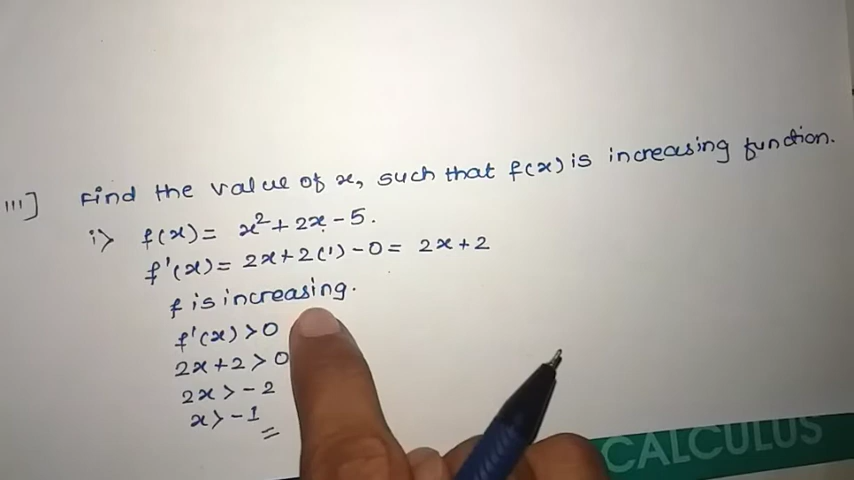 III] Find the value of x, such that f(x) is increasing function.
i> f(x) = x² + 2x - 5.
f'(x) = 2x + 2(1) - 0 = 2x + 2
f is increasing.
f'(x) > 0
2x + 2 > 0
2x > - 2
x > - 1
CALCULUS